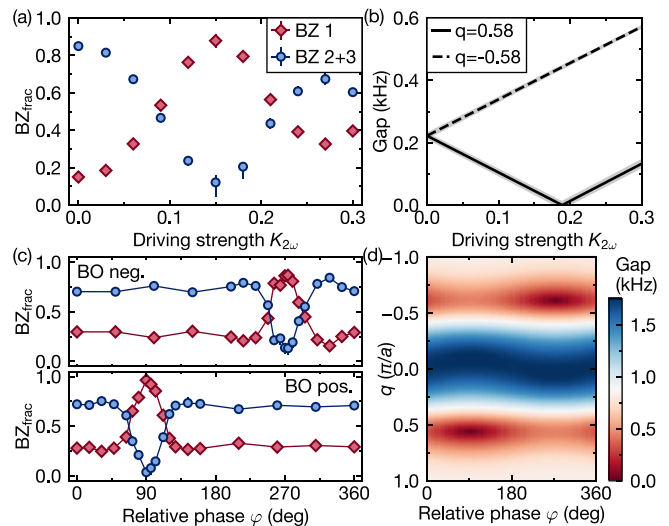 (a)
BZ 1
BZ 2+3
BZfrac
1.0
0.8
0.6
0.4
0.2
0.0
0.0 0.1 0.2 0.3
Driving strength K2ω
(b)
q=0.58
q=-0.58
Gap (kHz)
0.6
0.4
0.2
0.0
0.0 0.1 0.2 0.3
Driving strength K2ω
(c)
BO neg.
BZfrac
1.0
0.5
0.0
BO pos.
BZfrac
1.0
0.5
0.0
0 90 180 270 360
Relative phase φ (deg)
(d)
q (π/a)
-1.0
-0.5
0.0
0.5
1.0
0 180 360
Relative phase φ (deg)
Gap
(kHz)
1.5
1.0
0.5
0.0